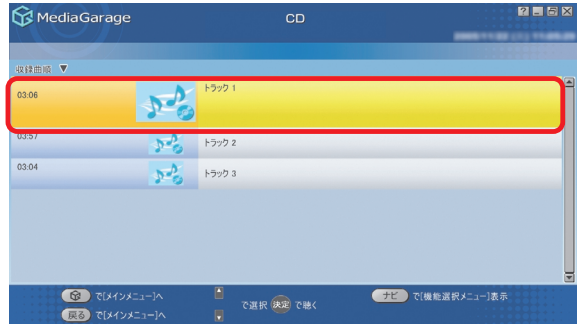 MediaGarage
CD
収録曲順 ▼
03:06 トラック 1
03:57 トラック 2
03:04 トラック 3
で[メインメニュー]へ
戻る で[メインメニュー]へ
で選択 決定 で聴く
ナビ で[機能選択メニュー]表示